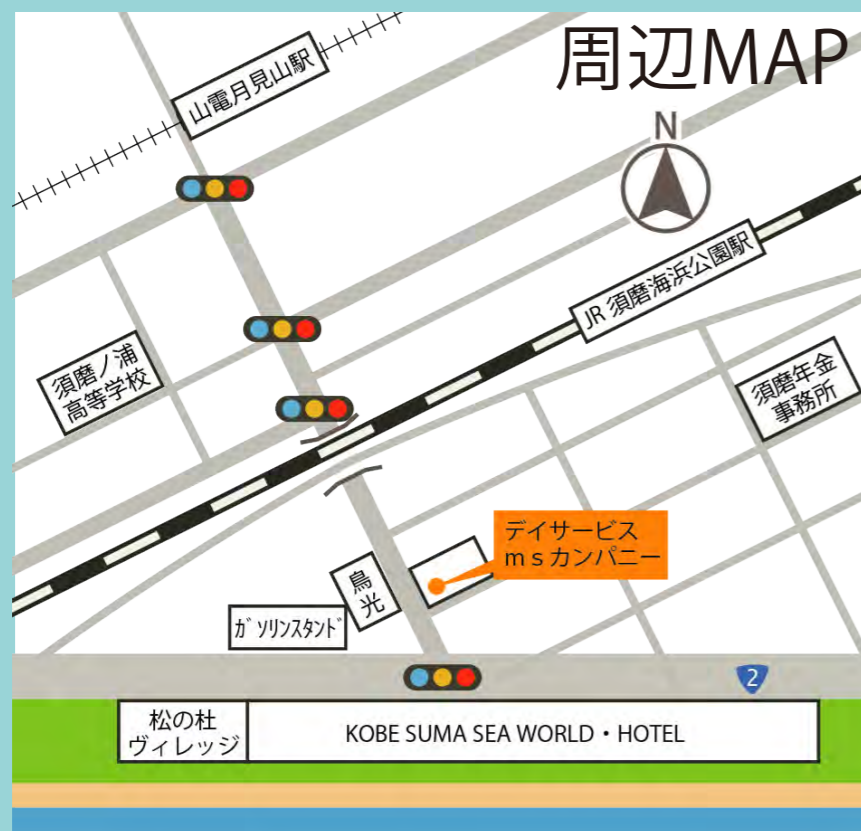 周辺MAP
山電月見山駅
N
JR 須磨海浜公園駅
須磨ノ浦
高等学校
須磨年金
事務所
デイサービス
ｍｓカンパニー
鳥光
ｶﾞｿﾘﾝｽﾀﾝﾄﾞ
2
松の杜
ヴィレッジ
KOBE SUMA SEA WORLD・HOTEL